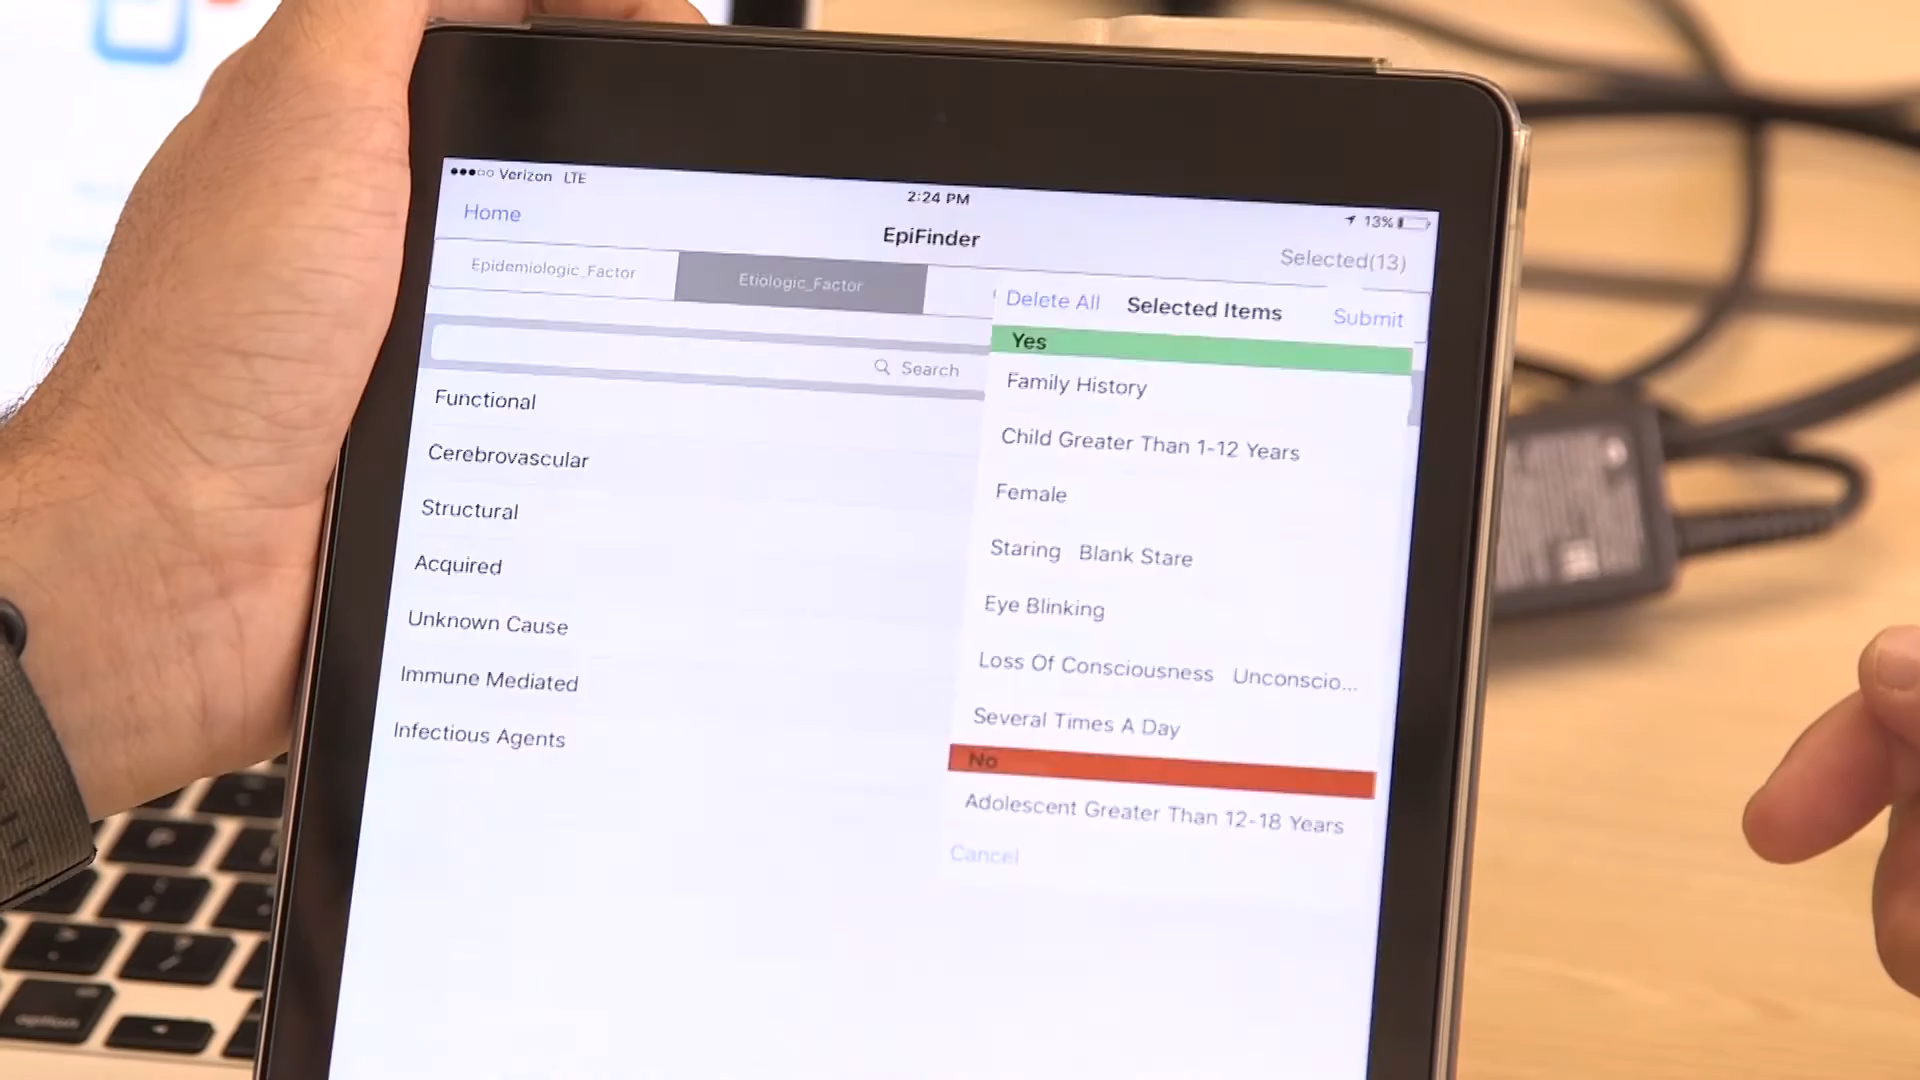 Verizon LTE
2:24 PM
13%
Home
EpiFinder
Selected(13)
Epidemiologic_Factor
Etiologic_Factor
Delete All
Selected Items
Submit
Search
Functional
Cerebrovascular
Structural
Acquired
Unknown Cause
Immune Mediated
Infectious Agents
Yes
Family History
Child Greater Than 1-12 Years
Female
Staring Blank Stare
Eye Blinking
Loss Of Consciousness Unconscio...
Several Times A Day
No
Adolescent Greater Than 12-18 Years
Cancel
option